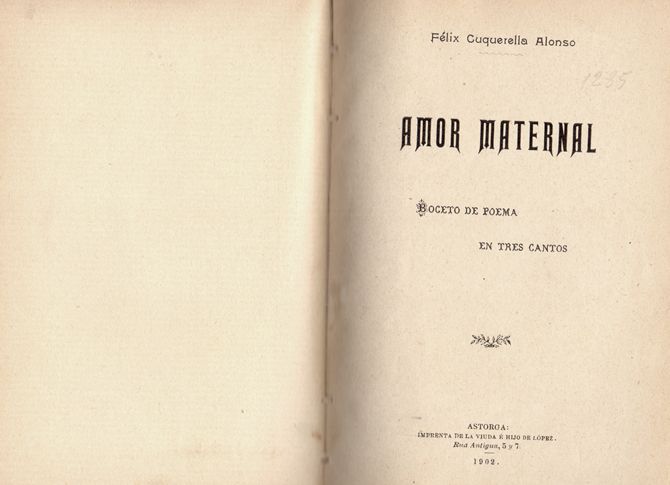 Félix Cuquerella Alonso
1235
AMOR MATERNAL
BOCETO DE POEMA
EN TRES CANTOS
ASTORGA:
IMPRENTA DE LA VIUDA É HIJO DE LÓPEZ.
Rua Antigua, 5 y 7.
1902.